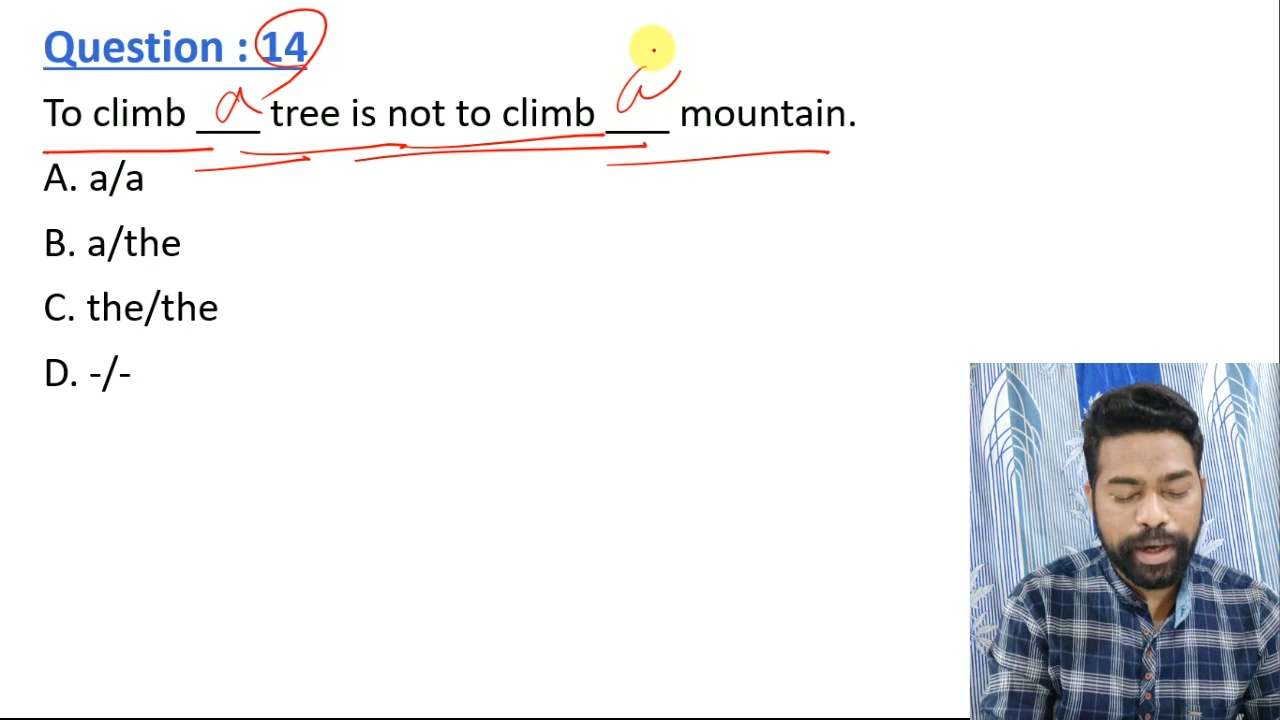 Question : 14
To climb a tree is not to climb a mountain.
A. a/a
B. a/the
C. the/the
D. -/-